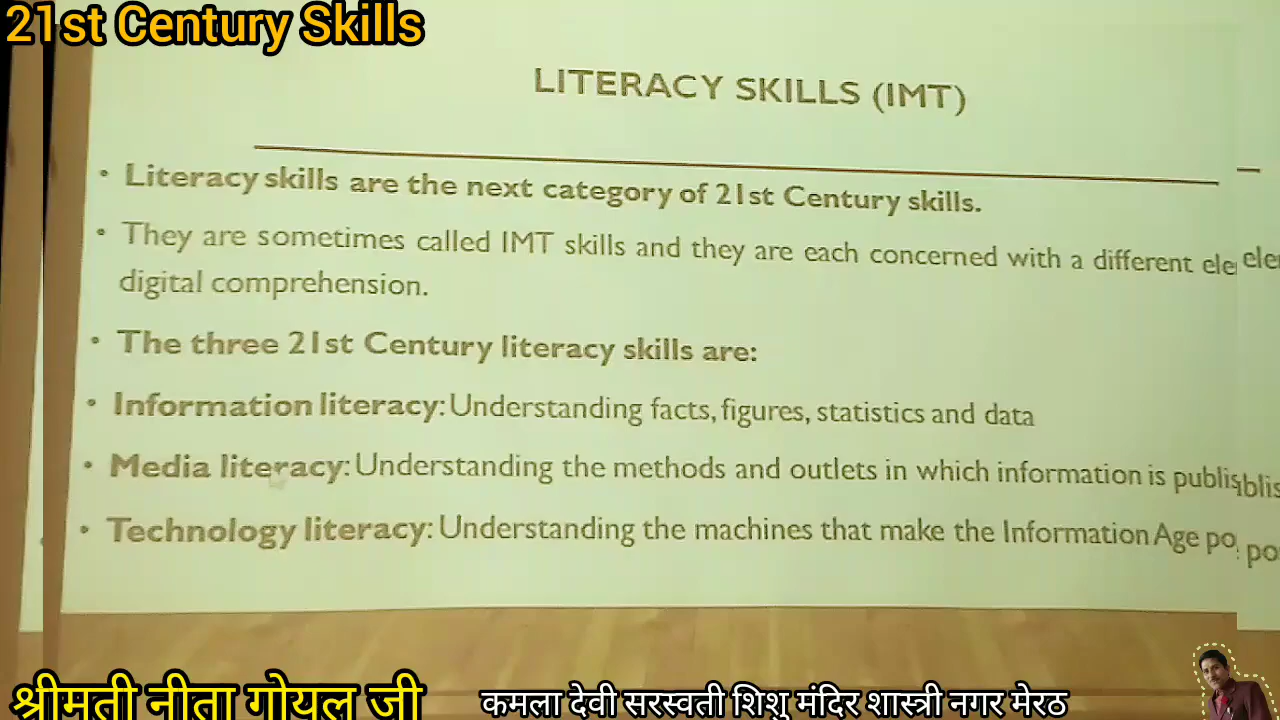 21st Century Skills
LITERACY SKILLS (IMT)
• Literacy skills are the next category of 21st Century skills.
• They are sometimes called IMT skills and they are each concerned with a different ele
digital comprehension.
• The three 21st Century literacy skills are:
• Information literacy: Understanding facts, figures, statistics and data
• Media literacy: Understanding the methods and outlets in which information is publis
• Technology literacy: Understanding the machines that make the Information Age po
श्रीमती नीता गोयल जी
कमला देवी सरस्वती शिशु मंदिर शास्त्री नगर मेरठ